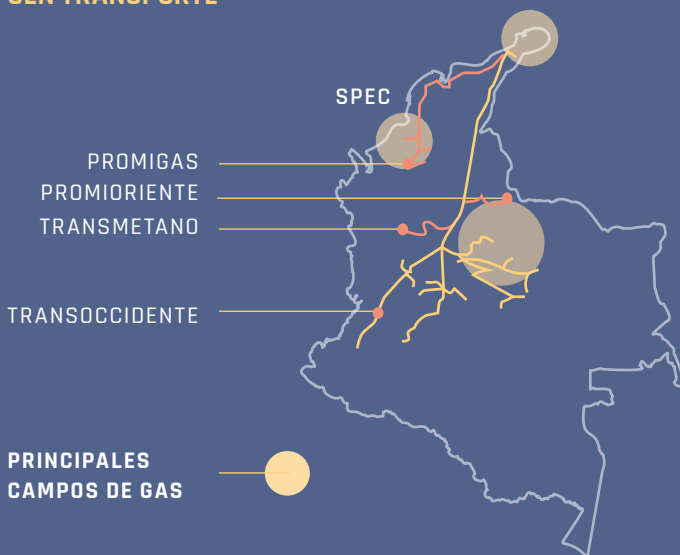 SPEC
PROMIGAS
PROMIORIENTE
TRANSMETANO
TRANSOCCIDENTE
PRINCIPALES
CAMPOS DE GAS